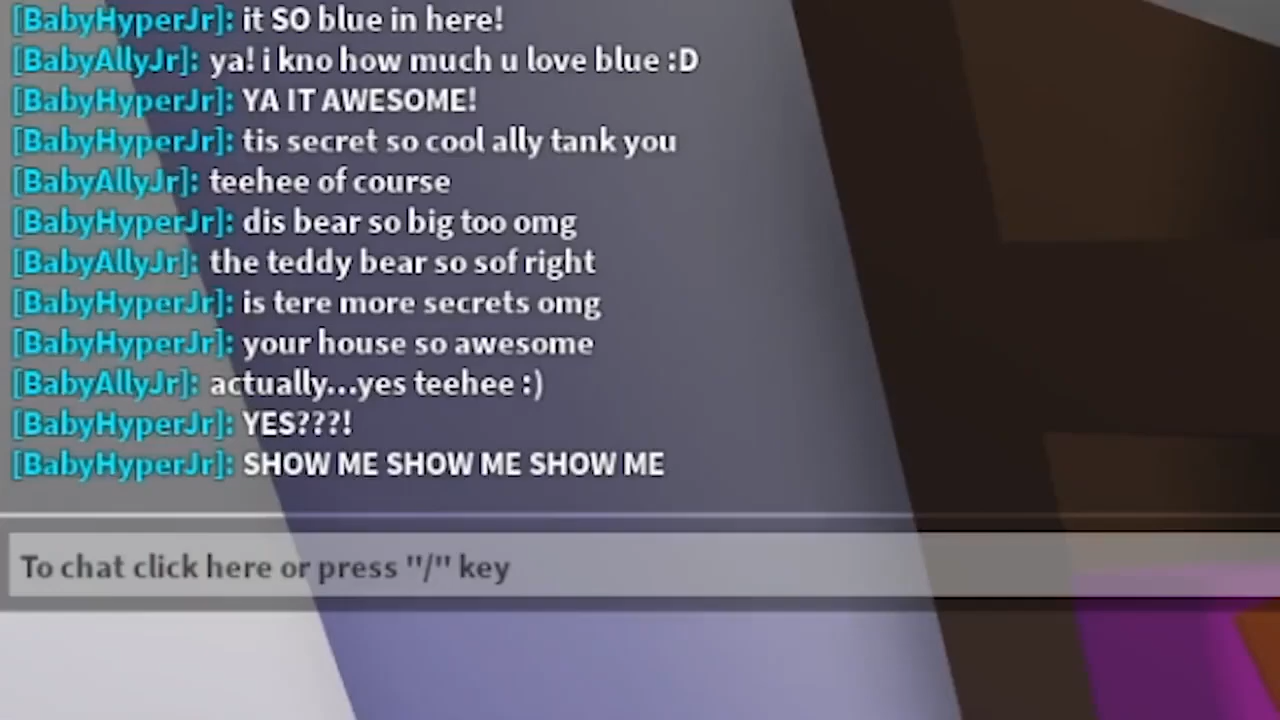 [BabyHyperJr]: it SO blue in here!
[BabyAllyJr]: ya! i kno how much u love blue :D
[BabyHyperJr]: YA IT AWESOME!
[BabyHyperJr]: tis secret so cool ally tank you
[BabyAllyJr]: teehee of course
[BabyHyperJr]: dis bear so big too omg
[BabyAllyJr]: the teddy bear so sof right
[BabyHyperJr]: is tere more secrets omg
[BabyHyperJr]: your house so awesome
[BabyAllyJr]: actually...yes teehee :)
[BabyHyperJr]: YES???!
[BabyHyperJr]: SHOW ME SHOW ME SHOW ME
To chat click here or press "/" key